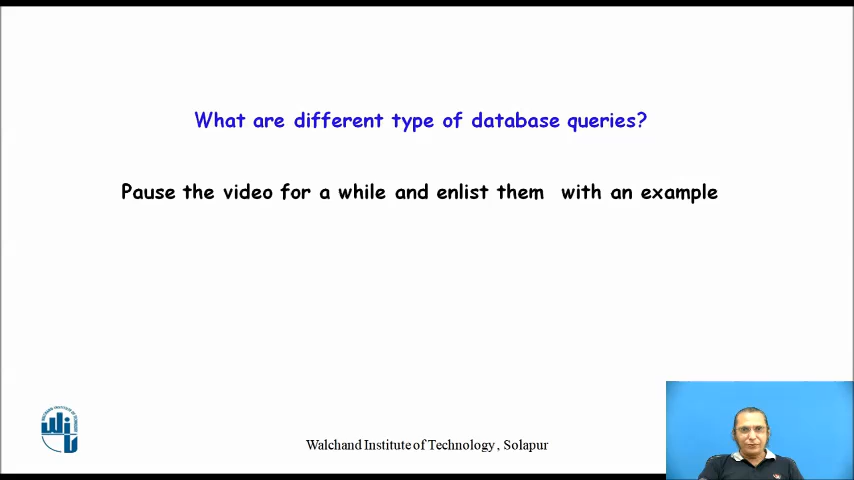 What are different type of database queries?
Pause the video for a while and enlist them with an example
Walchand Institute of Technology, Solapur